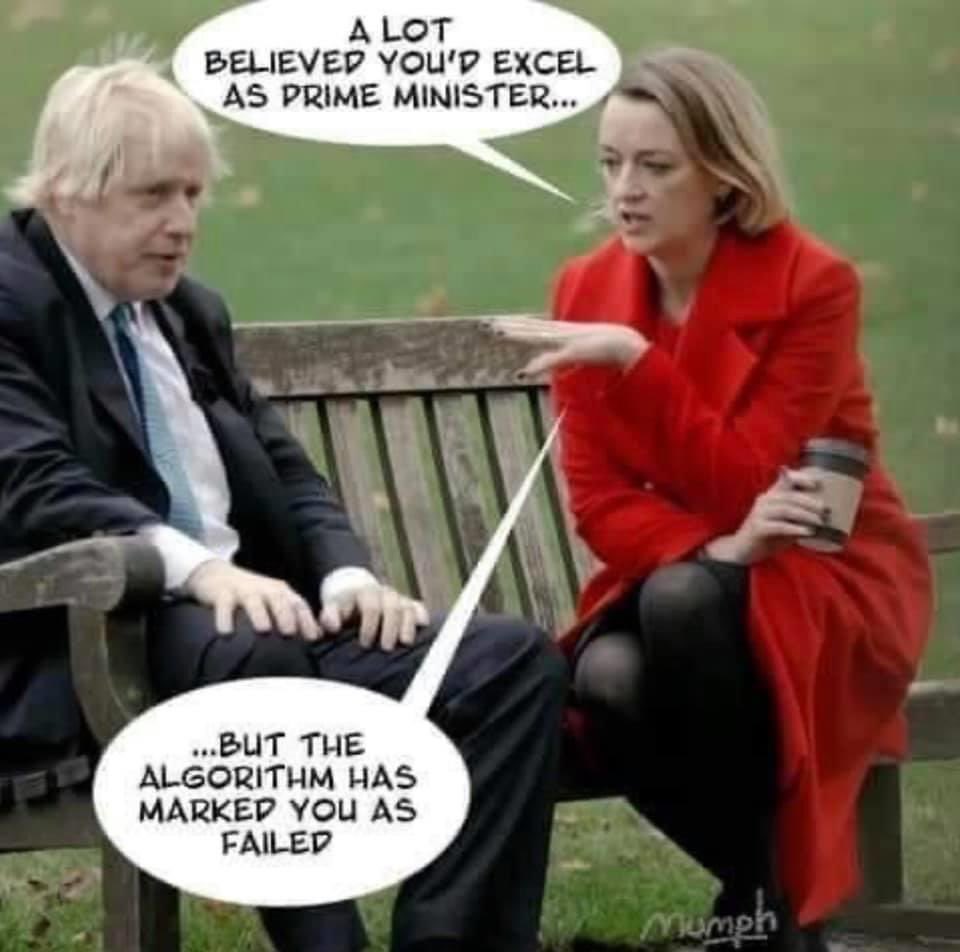 A LOT
BELIEVED YOU'D EXCEL
AS PRIME MINISTER...
...BUT THE
ALGORITHM HAS
MARKED YOU AS
FAILED
mumph